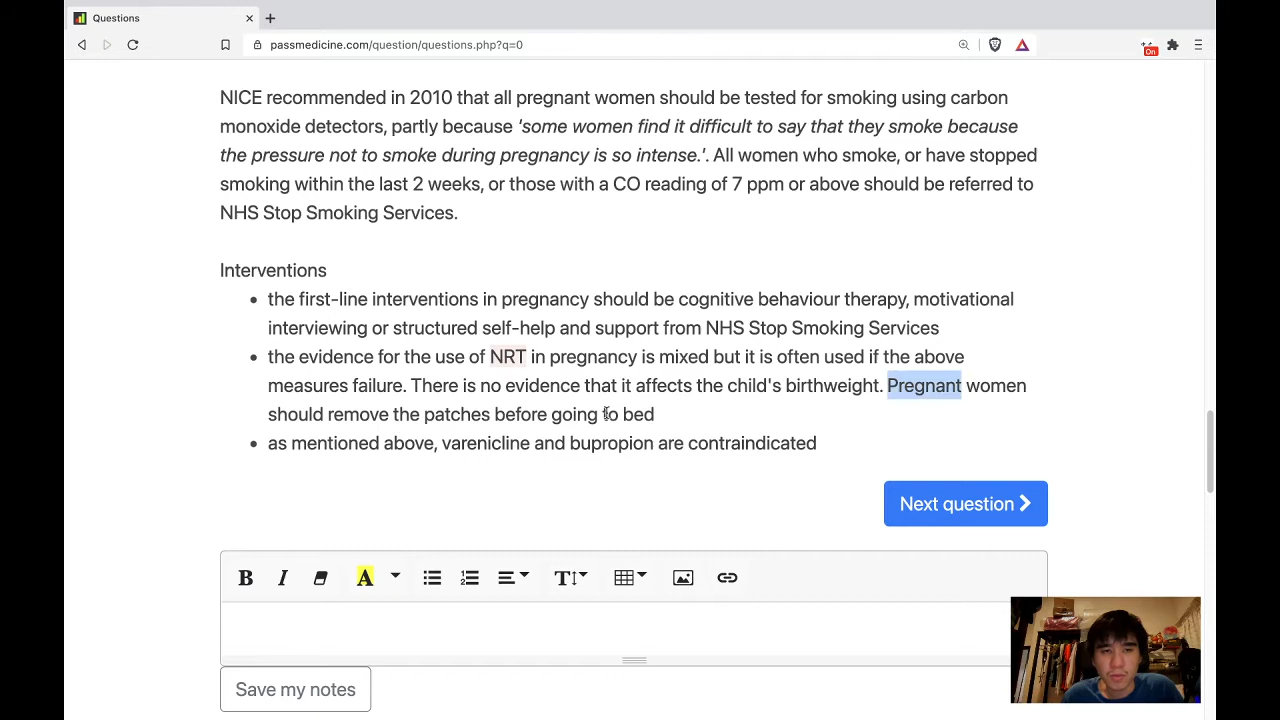 Questions
passmedicine.com/question/questions.php?q=0
On
NICE recommended in 2010 that all pregnant women should be tested for smoking using carbon
monoxide detectors, partly because 'some women find it difficult to say that they smoke because
the pressure not to smoke during pregnancy is so intense.'. All women who smoke, or have stopped
smoking within the last 2 weeks, or those with a CO reading of 7 ppm or above should be referred to
NHS Stop Smoking Services.
Interventions
the first-line interventions in pregnancy should be cognitive behaviour therapy, motivational
interviewing or structured self-help and support from NHS Stop Smoking Services
the evidence for the use of NRT in pregnancy is mixed but it is often used if the above
measures failure. There is no evidence that it affects the child's birthweight. Pregnant women
should remove the patches before going to bed
as mentioned above, varenicline and bupropion are contraindicated
Next question
B I A T
Save my notes